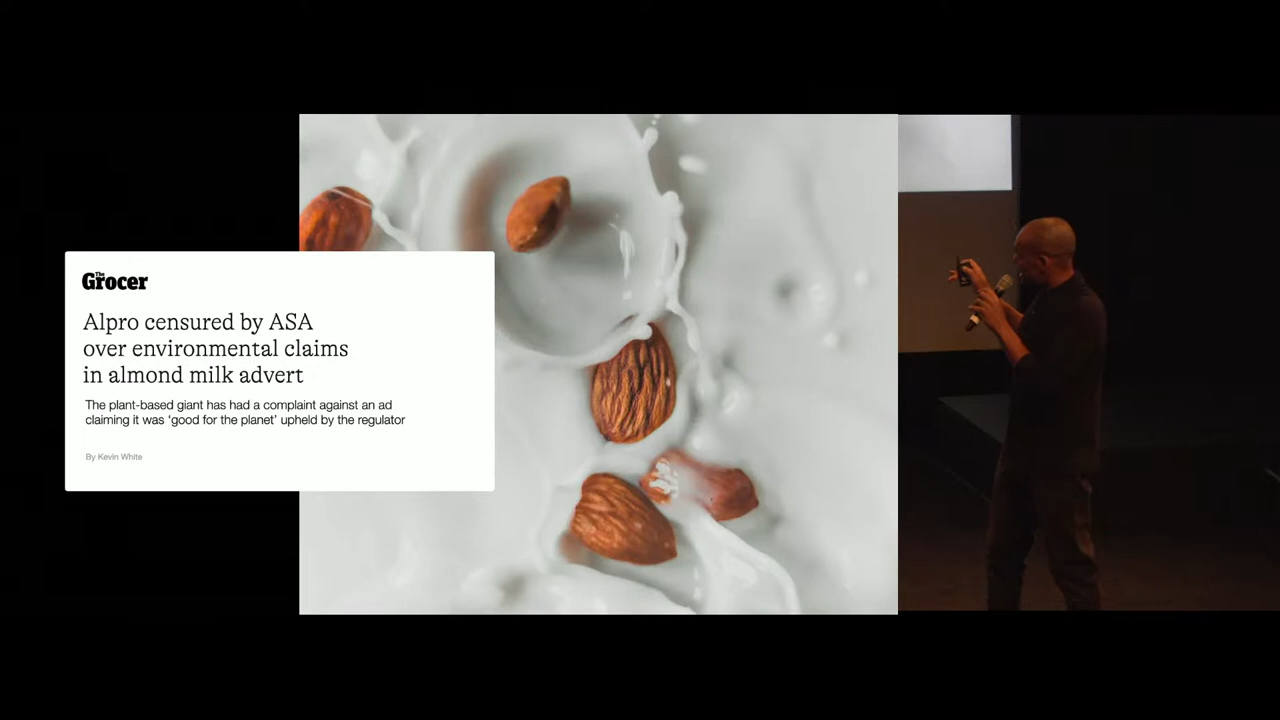 The Grocer
Alpro censured by ASA
over environmental claims
in almond milk advert
The plant-based giant has had a complaint against an ad
claiming it was ‘good for the planet’ upheld by the regulator
By Kevin White